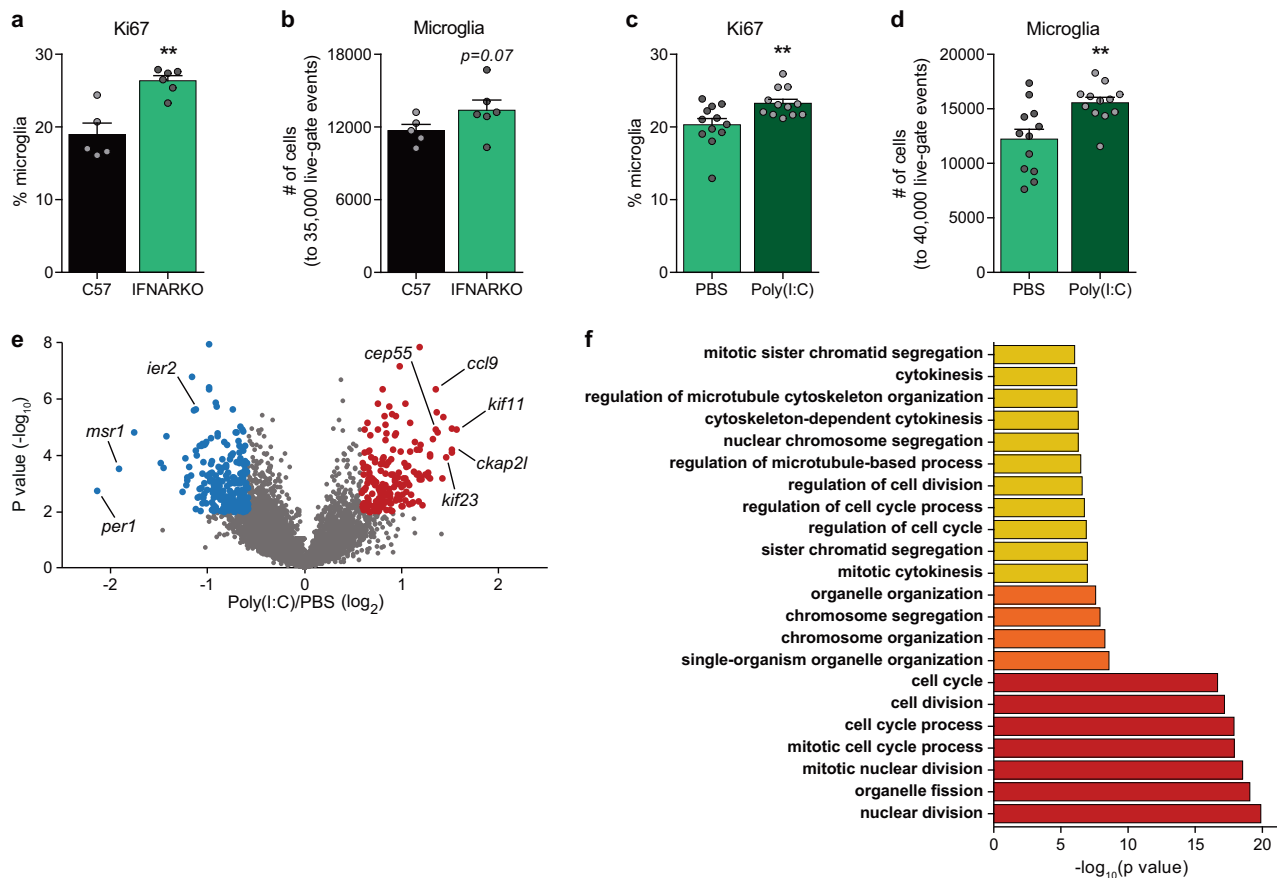 a
Ki67
**
% microglia
30
20
10
0
C57
IFNARKO
b
Microglia
p=0.07
# of cells
(to 35,000 live-gate events)
18000
12000
6000
0
C57
IFNARKO
c
Ki67
**
% microglia
30
20
10
0
PBS
Poly(I:C)
d
Microglia
**
# of cells
(to 40,000 live-gate events)
20000
15000
10000
5000
0
PBS
Poly(I:C)
e
P value (-log10)
8
6
4
2
0
ier2
msr1
per1
cep55
ccl9
kif11
ckap2l
kif23
-2
-1
0
1
2
Poly(I:C)/PBS (log2)
f
mitotic sister chromatid segregation
cytokinesis
regulation of microtubule cytoskeleton organization
cytoskeleton-dependent cytokinesis
nuclear chromosome segregation
regulation of microtubule-based process
regulation of cell division
regulation of cell cycle process
regulation of cell cycle
sister chromatid segregation
mitotic cytokinesis
organelle organization
chromosome segregation
chromosome organization
single-organism organelle organization
cell cycle
cell division
cell cycle process
mitotic cell cycle process
mitotic nuclear division
organelle fission
nuclear division
0
5
10
15
20
-log10(p value)